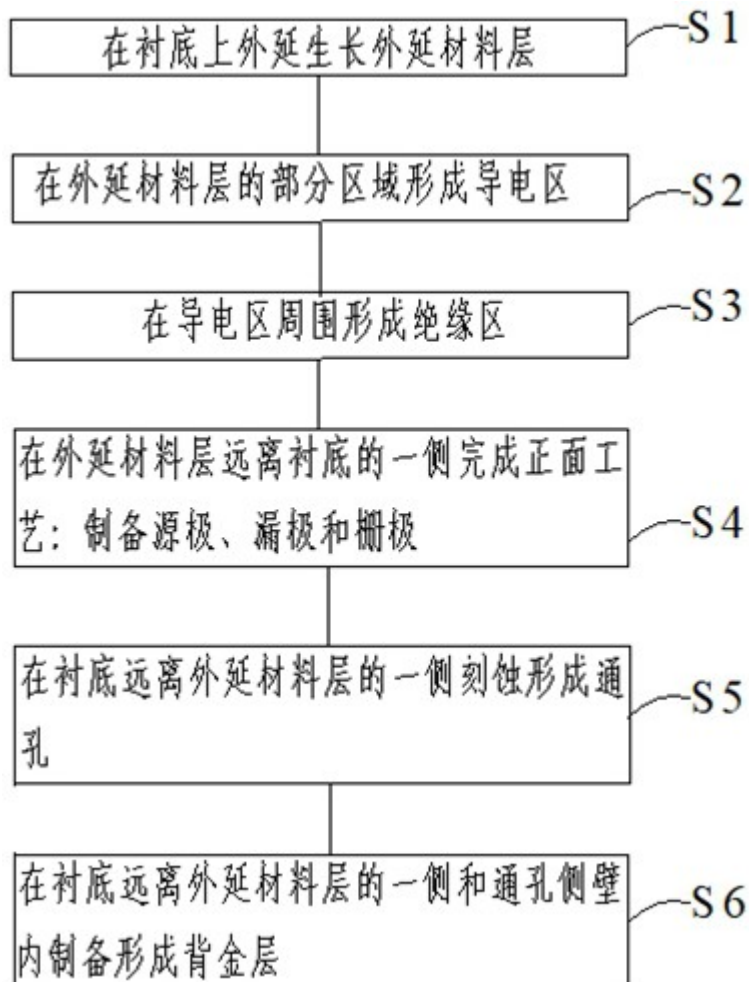 在衬底上外延生长外延材料层
S1
在外延材料层的部分区域形成导电区
S2
在导电区周围形成绝缘区
S3
在外延材料层远离衬底的一侧完成正面工
艺：制备源极、漏极和栅极
S4
在衬底远离外延材料层的一侧刻蚀形成通
孔
S5
在衬底远离外延材料层的一侧和通孔侧壁
内制备形成背金层
S6